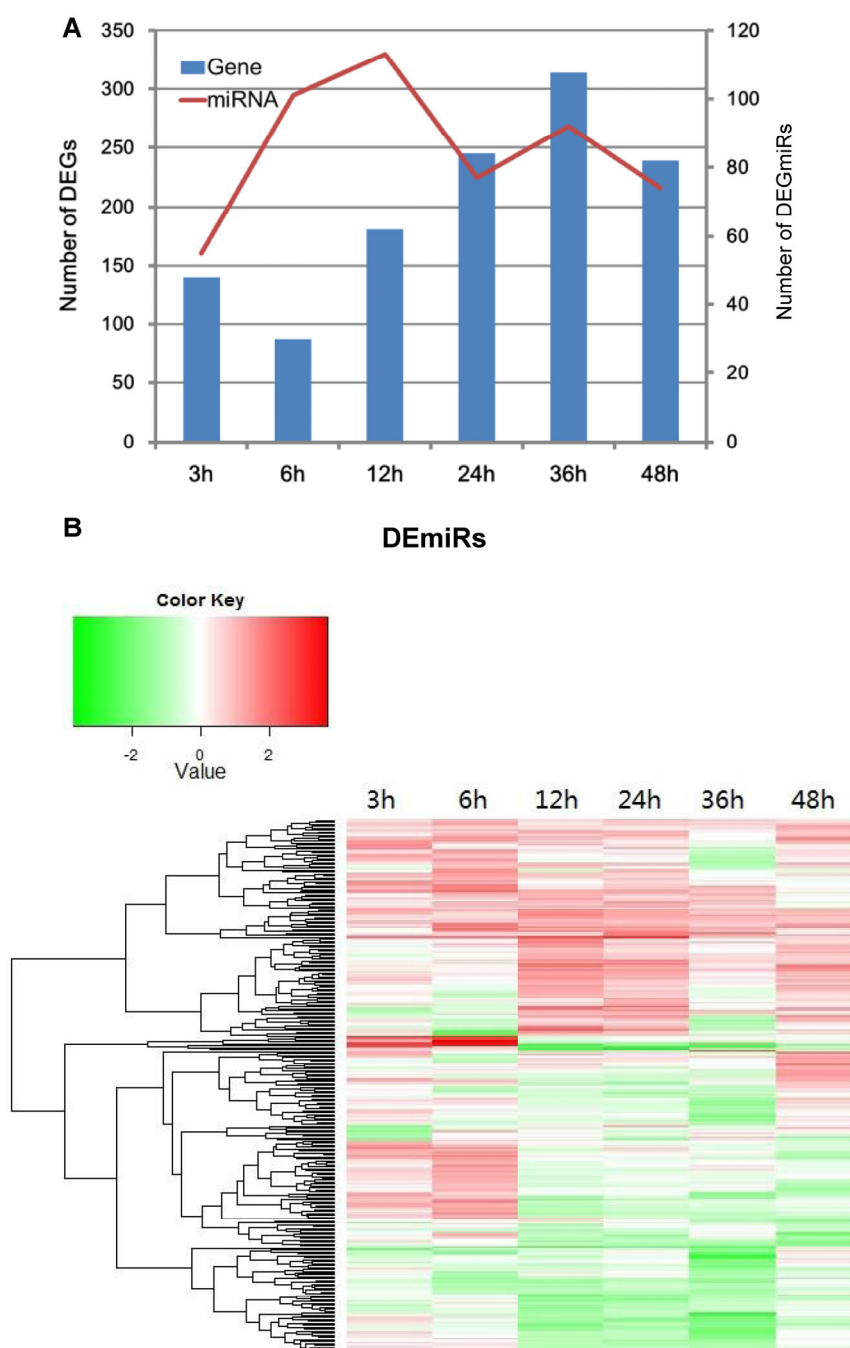 A
350
300
250
200
150
100
50
0
Number of DEGs
Gene
miRNA
120
100
80
60
40
20
0
Number of DEGmiRs
3h 6h 12h 24h 36h 48h
B
DEmiRs
Color Key
-2 0 2
Value
3h 6h 12h 24h 36h 48h